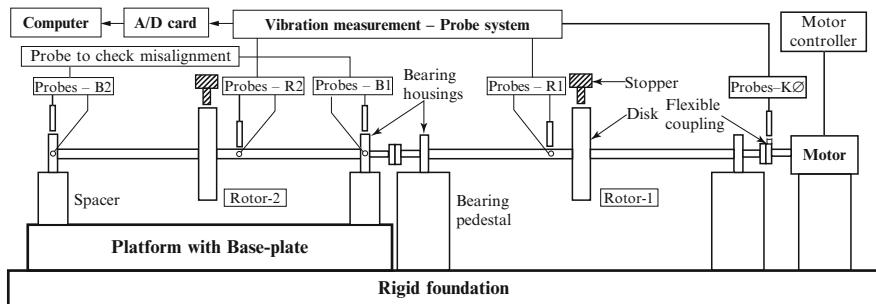 Computer
A/D card
Vibration measurement – Probe system
Motor
controller
Probe to check misalignment
Probes – B2
Probes – R2
Probes – B1
Bearing
housings
Probes – R1
Stopper
Disk
Flexible
coupling
Probes–KØ
Motor
Spacer
Rotor-2
Bearing
pedestal
Rotor-1
Platform with Base-plate
Rigid foundation